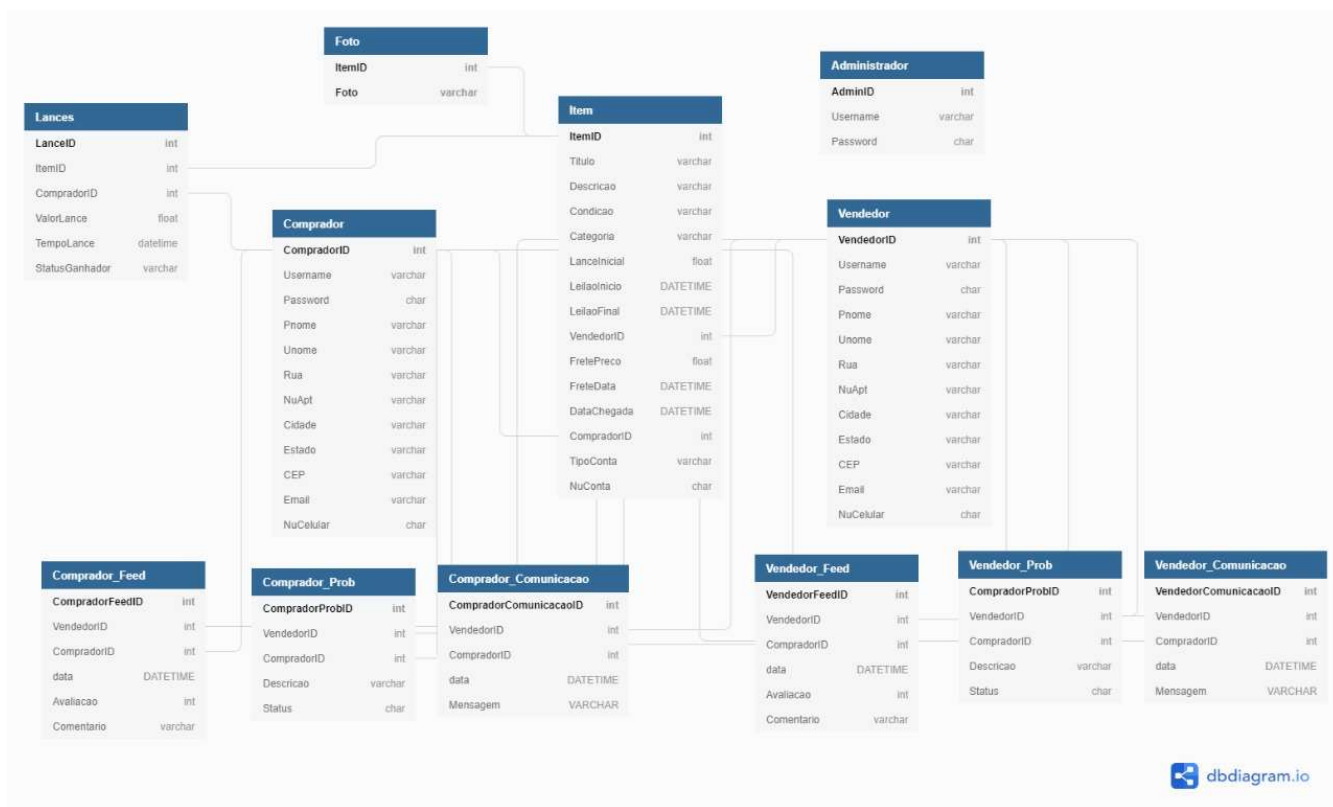 Foto
ItemID int
Foto varchar
Administrador
AdminID int
Username varchar
Password char
Lances
LanceID int
ItemID int
CompradorID int
ValorLance float
TempoLance datetime
StatusGanhador varchar
Item
ItemID int
Titulo varchar
Descricao varchar
Condicao varchar
Categoria varchar
LanceInicial float
LeilaoInicio DATETIME
LeilaoFinal DATETIME
VendedorID int
FretePreco float
FreteData DATETIME
DataChegada DATETIME
CompradorID int
TipoConta varchar
NuConta char
Comprador
CompradorID int
Username varchar
Password char
Pnome varchar
Unome varchar
Rua varchar
NuApt varchar
Cidade varchar
Estado varchar
CEP varchar
Email varchar
NuCelular char
Vendedor
VendedorID int
Username varchar
Password char
Pnome varchar
Unome varchar
Rua varchar
NuApt varchar
Cidade varchar
Estado varchar
CEP varchar
Email varchar
NuCelular char
Comprador_Feed
CompradorFeedID int
VendedorID int
CompradorID int
data DATETIME
Avaliacao int
Comentario varchar
Comprador_Prob
CompradorProbID int
VendedorID int
CompradorID int
Descricao varchar
Status char
Comprador_Comunicacao
CompradorComunicacaoID int
VendedorID int
CompradorID int
data DATETIME
Mensagem VARCHAR
Vendedor_Feed
VendedorFeedID int
VendedorID int
CompradorID int
data DATETIME
Avaliacao int
Comentario varchar
Vendedor_Prob
CompradorProbID int
VendedorID int
CompradorID int
Descricao varchar
Status char
Vendedor_Comunicacao
VendedorComunicacaoID int
VendedorID int
CompradorID int
data DATETIME
Mensagem VARCHAR
dbdiagram.io